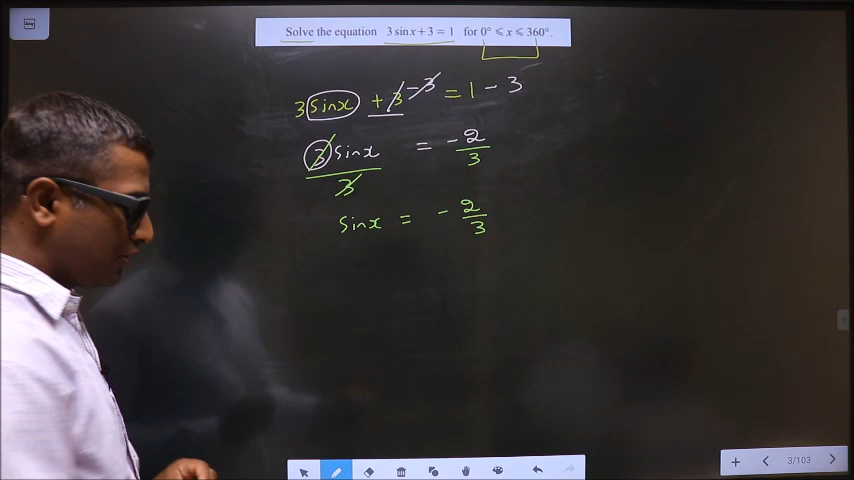 Solve the equation 3 sin x + 3 = 1 for 0° ⩽ x ⩽ 360°.
3 sinx + 3 - 3 = 1 - 3
3 sinx / 3 = - 2 / 3
sinx = - 2 / 3
3/103